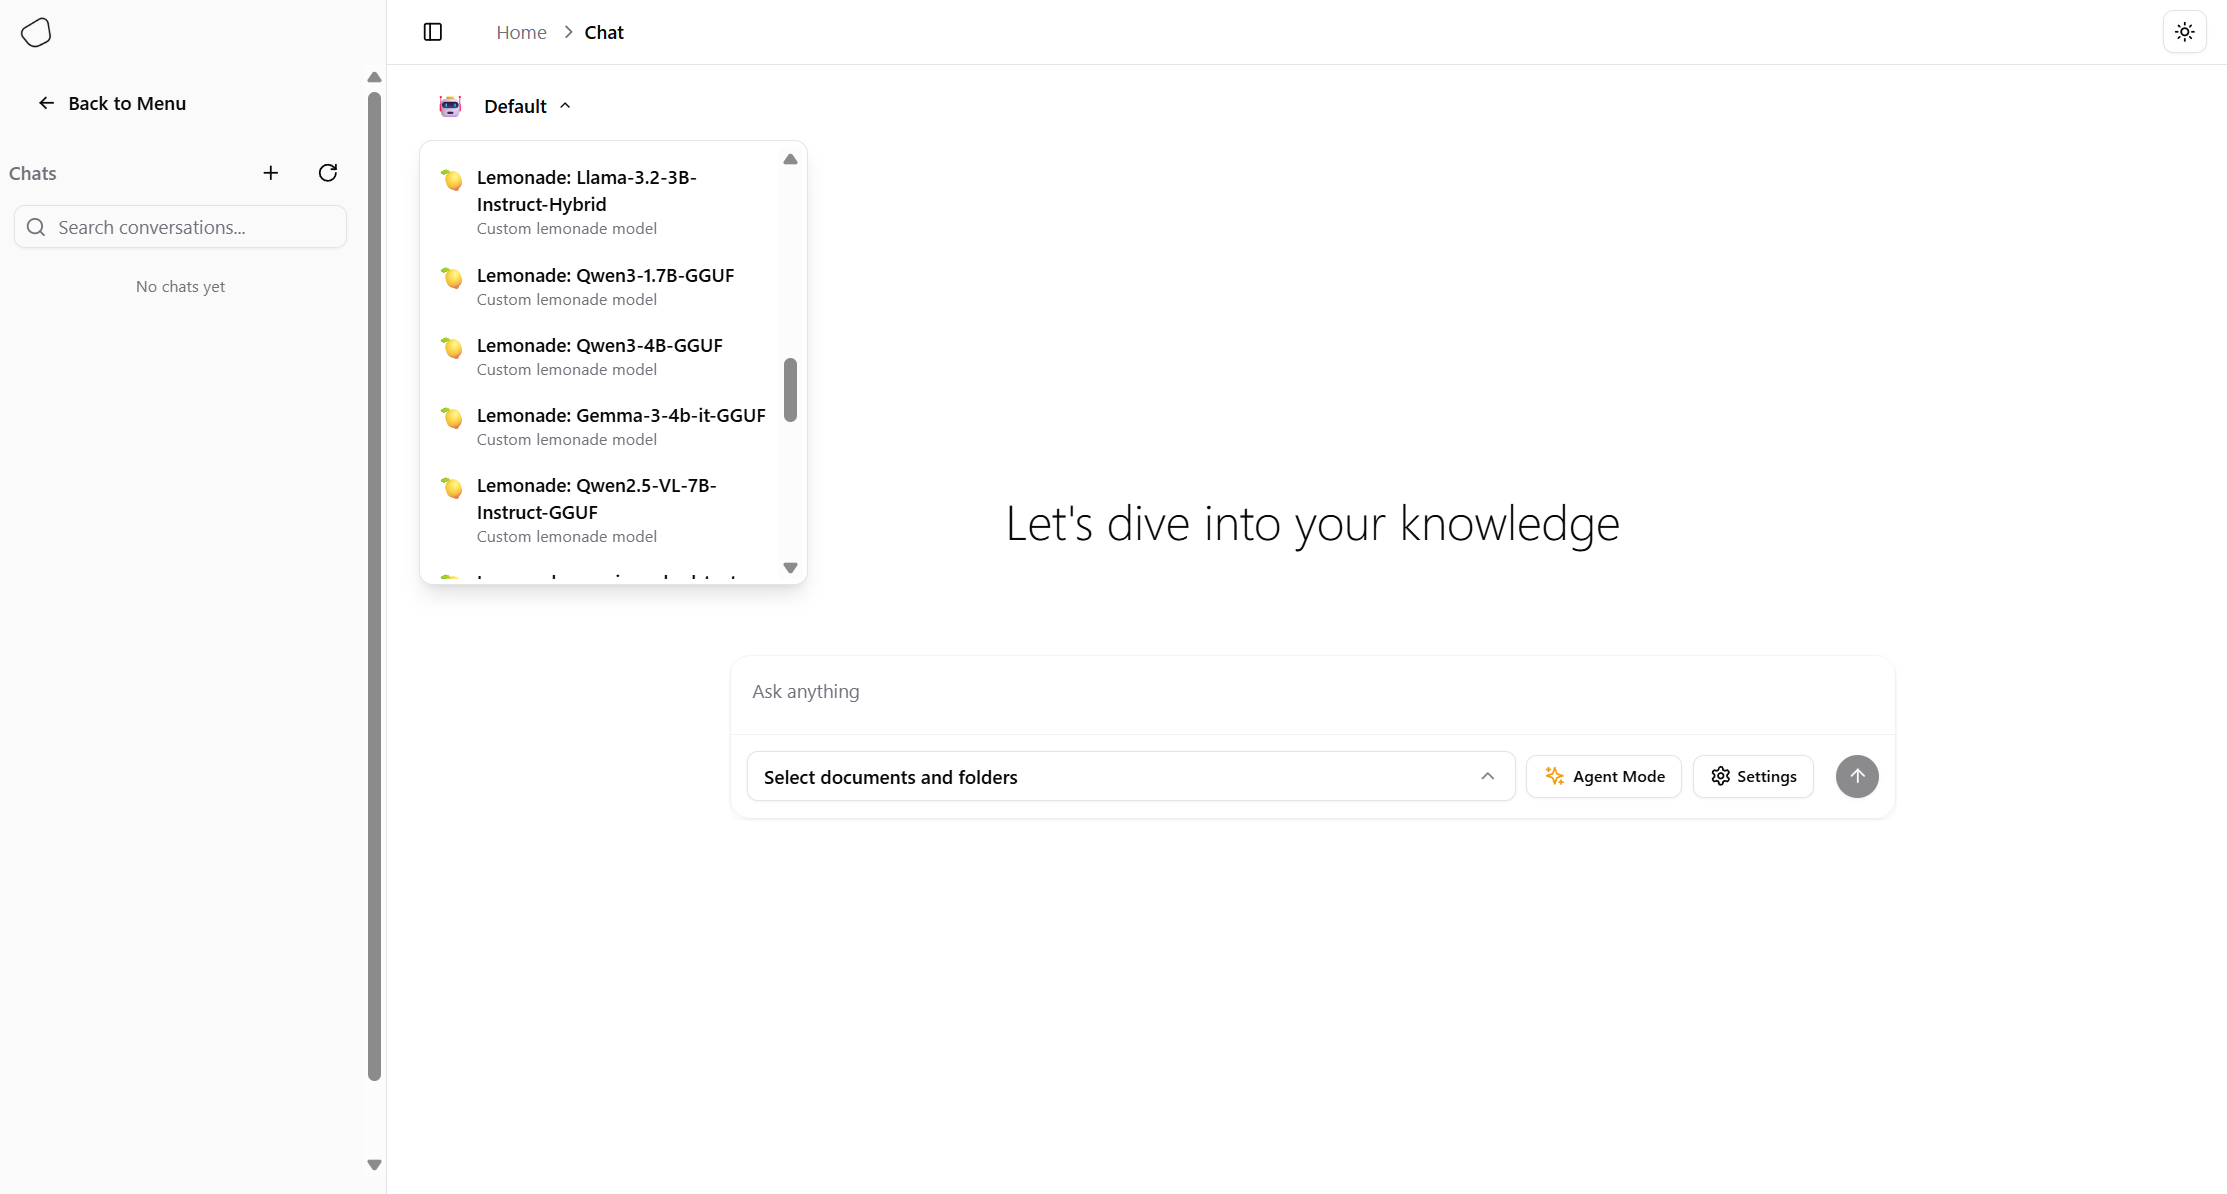 Home > Chat
Back to Menu
Chats
Search conversations...
No chats yet
Default
Lemonade: Llama-3.2-3B-
Instruct-Hybrid
Custom lemonade model
Lemonade: Qwen3-1.7B-GGUF
Custom lemonade model
Lemonade: Qwen3-4B-GGUF
Custom lemonade model
Lemonade: Gemma-3-4b-it-GGUF
Custom lemonade model
Lemonade: Qwen2.5-VL-7B-
Instruct-GGUF
Custom lemonade model
Let's dive into your knowledge
Ask anything
Select documents and folders
Agent Mode
Settings